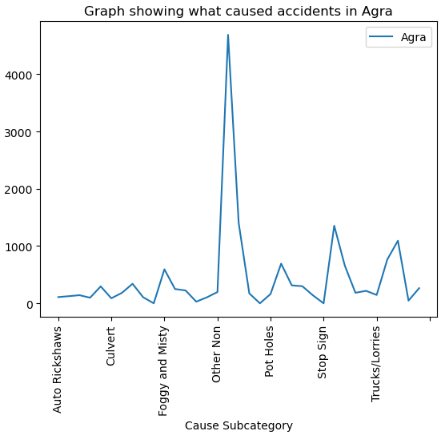 Graph showing what caused accidents in Agra
Agra
4000
3000
2000
1000
0
Auto Rickshaws
Culvert
Foggy and Misty
Other Non
Pot Holes
Stop Sign
Trucks/Lorries
Cause Subcategory